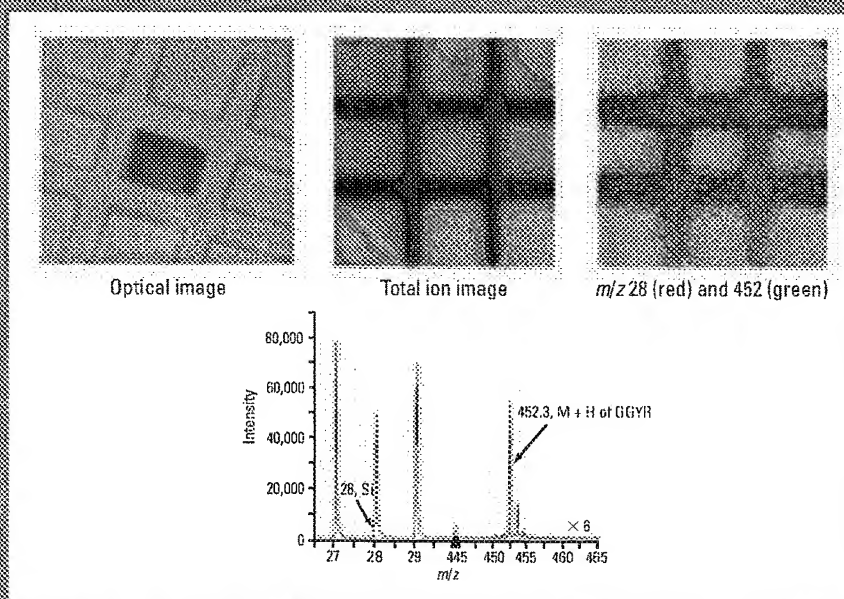 Optical image
Total ion image
m/z 28 (red) and 452 (green)
80,000
60,000
40,000
20,000
0
Intensity
452.3, M + H of GGYR
28, Si
× 6
27 28 29 445 450 455 460 465
m/z